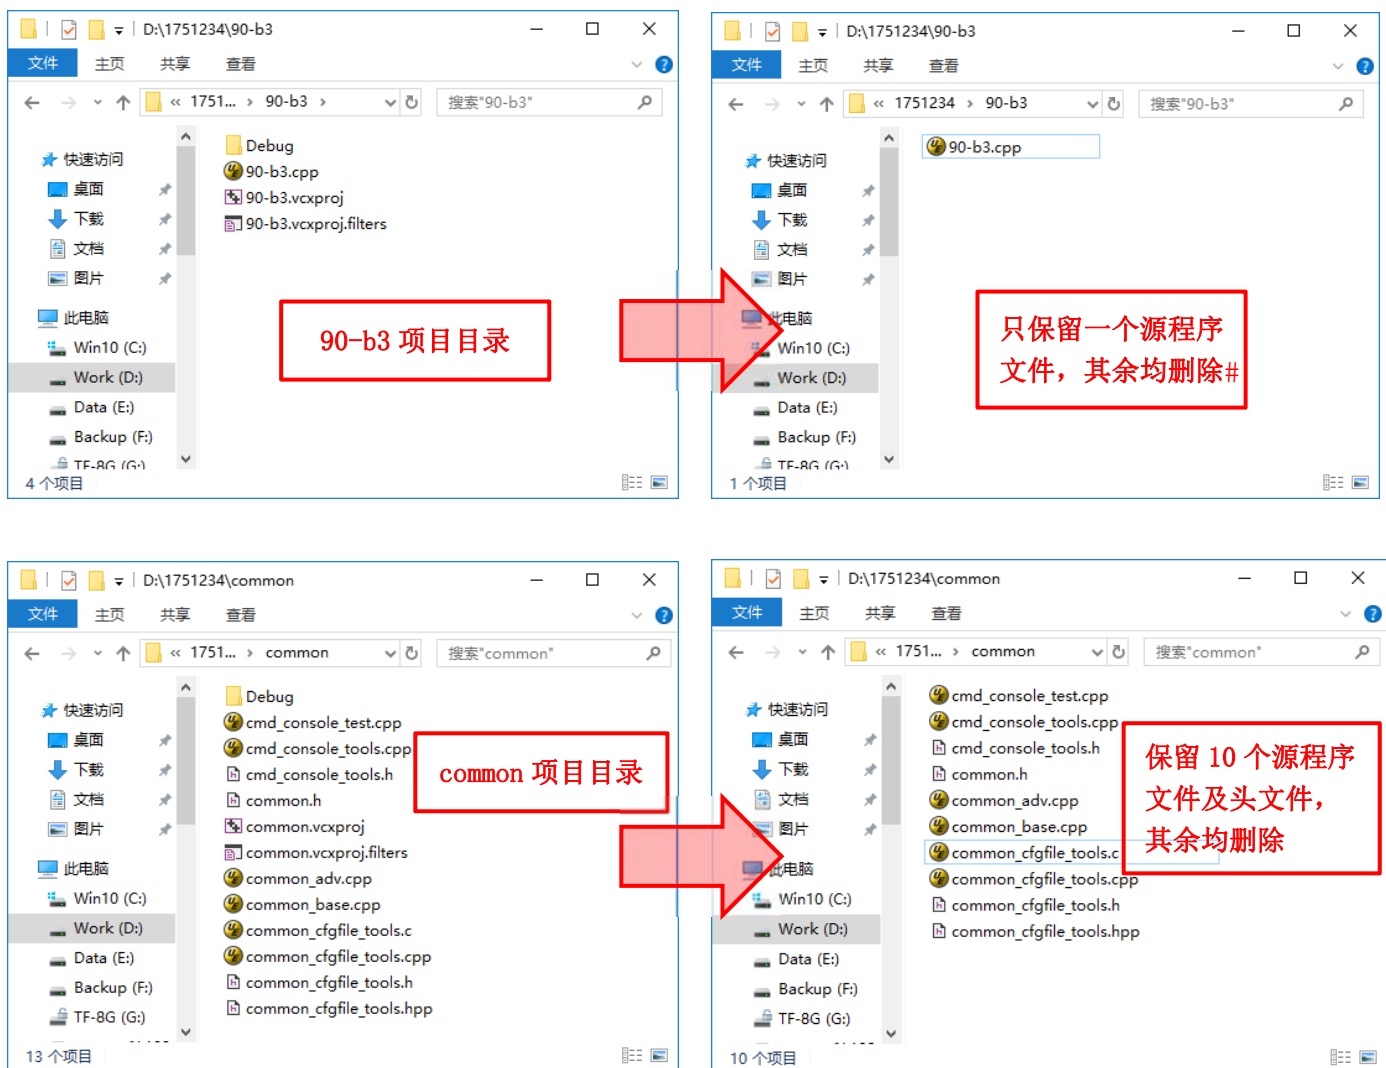 D:\1751234\90-b3
文件 主页 共享 查看
« 1751... › 90-b3 ›
搜索"90-b3"
快速访问
桌面
下载
文档
图片
此电脑
Win10 (C:)
Work (D:)
Data (E:)
Backup (F:)
TF-8G (G:)
Debug
90-b3.cpp
90-b3.vcxproj
90-b3.vcxproj.filters
90-b3 项目目录
4 个项目
D:\1751234\90-b3
文件 主页 共享 查看
« 1751234 › 90-b3
搜索"90-b3"
快速访问
桌面
下载
文档
图片
此电脑
Win10 (C:)
Work (D:)
Data (E:)
Backup (F:)
TF-8G (G:)
90-b3.cpp
只保留一个源程序
文件，其余均删除#
1 个项目
D:\1751234\common
文件 主页 共享 查看
« 1751... › common
搜索"common"
快速访问
桌面
下载
文档
图片
此电脑
Win10 (C:)
Work (D:)
Data (E:)
Backup (F:)
TF-8G (G:)
Debug
cmd_console_test.cpp
cmd_console_tools.cpp
cmd_console_tools.h
common.h
common.vcxproj
common.vcxproj.filters
common_adv.cpp
common_base.cpp
common_cfgfile_tools.c
common_cfgfile_tools.cpp
common_cfgfile_tools.h
common_cfgfile_tools.hpp
common 项目目录
13 个项目
D:\1751234\common
文件 主页 共享 查看
« 1751... › common
搜索"common"
快速访问
桌面
下载
文档
图片
此电脑
Win10 (C:)
Work (D:)
Data (E:)
Backup (F:)
TF-8G (G:)
cmd_console_test.cpp
cmd_console_tools.cpp
cmd_console_tools.h
common.h
common_adv.cpp
common_base.cpp
common_cfgfile_tools.c
common_cfgfile_tools.cpp
common_cfgfile_tools.h
common_cfgfile_tools.hpp
保留 10 个源程序
文件及头文件，
其余均删除
10 个项目